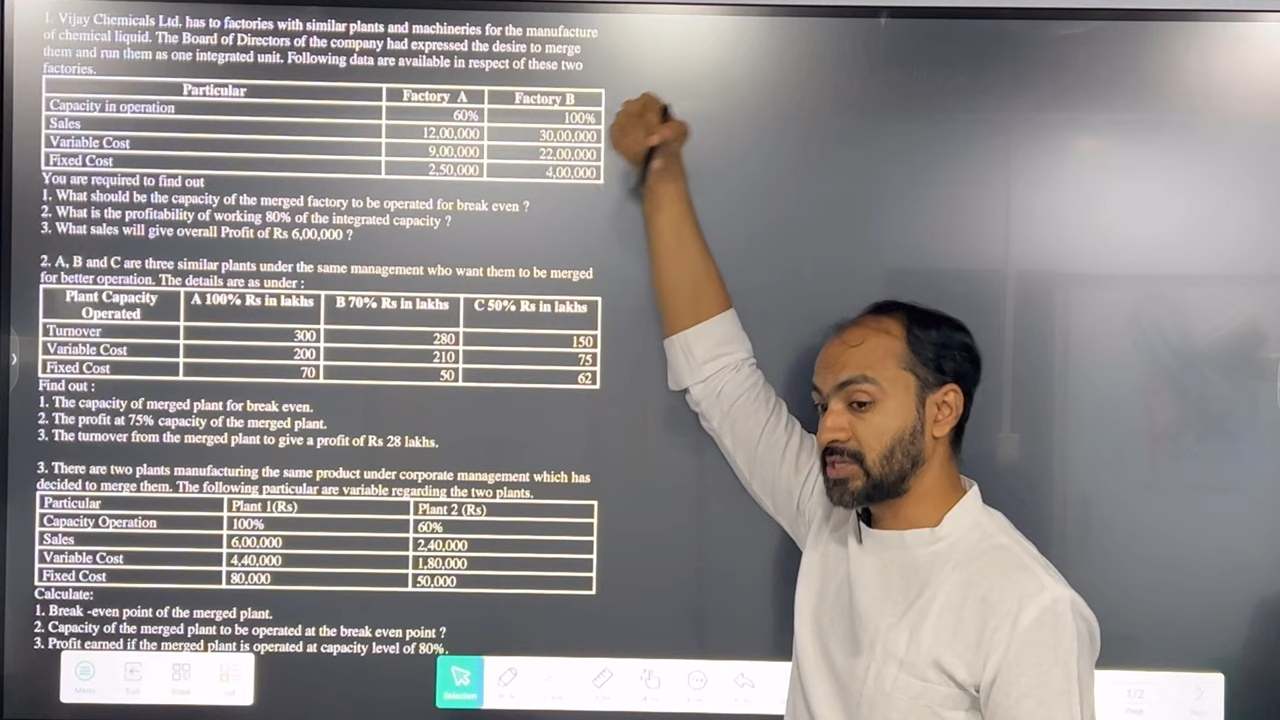 1. Vijay Chemicals Ltd. has to factories with similar plants and machineries for the manufacture
of chemical liquid. The Board of Directors of the company had expressed the desire to merge
them and run them as one integrated unit. Following data are available in respect of these two
factories.
Particular Factory A Factory B
Capacity in operation 60% 100%
Sales 12,00,000 30,00,000
Variable Cost 9,00,000 22,00,000
Fixed Cost 2,50,000 4,00,000
You are required to find out
1. What should be the capacity of the merged factory to be operated for break even ?
2. What is the profitability of working 80% of the integrated capacity ?
3. What sales will give overall Profit of Rs 6,00,000 ?
2. A, B and C are three similar plants under the same management who want them to be merged
for better operation. The details are as under :
Plant Capacity A 100% Rs in lakhs B 70% Rs in lakhs C 50% Rs in lakhs
Operated
Turnover 300 280 150
Variable Cost 200 210 75
Fixed Cost 70 50 62
Find out :
1. The capacity of merged plant for break even.
2. The profit at 75% capacity of the merged plant.
3. The turnover from the merged plant to give a profit of Rs 28 lakhs.
3. There are two plants manufacturing the same product under corporate management which has
decided to merge them. The following particular are variable regarding the two plants.
Particular Plant 1(Rs) Plant 2 (Rs)
Capacity Operation 100% 60%
Sales 6,00,000 2,40,000
Variable Cost 4,40,000 1,80,000
Fixed Cost 80,000 50,000
Calculate:
1. Break -even point of the merged plant.
2. Capacity of the merged plant to be operated at the break even point ?
3. Profit earned if the merged plant is operated at capacity level of 80%.
Selection
1/2